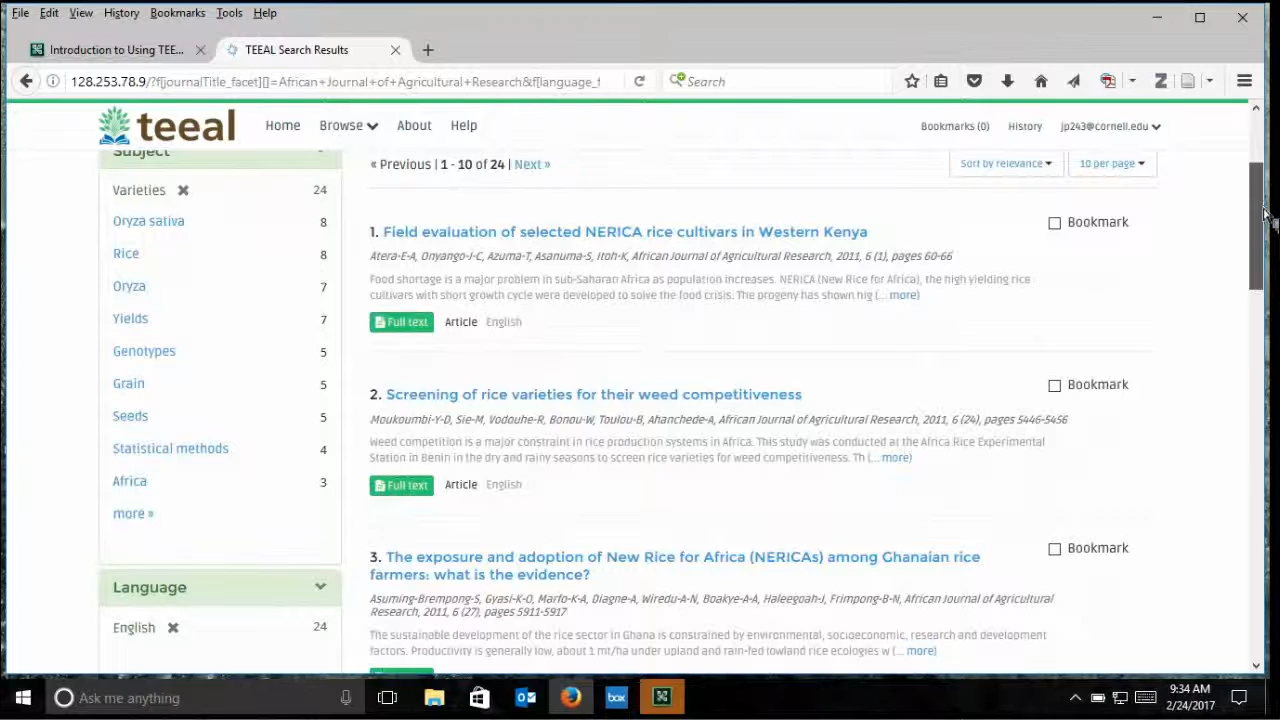 File Edit View History Bookmarks Tools Help
Introduction to Using TEE...
TEEAL Search Results
128.253.78.9/?f[journalTitle_facet][]=African+Journal+of+Agricultural+Research&f[language_f
Search
teeal
Home Browse About Help
Bookmarks (0) History jp243@cornell.edu
Subject
« Previous | 1 - 10 of 24 | Next »
Sort by relevance
10 per page
Varieties 24
Oryza sativa 8
Rice 8
Oryza 7
Yields 7
Genotypes 5
Grain 5
Seeds 5
Statistical methods 4
Africa 3
more »
Language
English 24
1. Field evaluation of selected NERICA rice cultivars in Western Kenya
Bookmark
Atera-E-A, Onyango-J-C, Azuma-T, Asanuma-S, Itoh-K, African Journal of Agricultural Research, 2011, 6 (1), pages 60-66
Food shortage is a major problem in sub-Saharan Africa as population increases. NERICA (New Rice for Africa), the high yielding rice
cultivars with short growth cycle were developed to solve the food crisis. The progeny has shown hig (... more)
Full text Article English
2. Screening of rice varieties for their weed competitiveness
Bookmark
Moukoumbi-Y-D, Sie-M, Vodouhe-R, Bonou-W, Toulou-B, Ahanchede-A, African Journal of Agricultural Research, 2011, 6 (24), pages 5446-5456
Weed competition is a major constraint in rice production systems in Africa. This study was conducted at the Africa Rice Experimental
Station in Benin in the dry and rainy seasons to screen rice varieties for weed competitiveness. Th (... more)
Full text Article English
3. The exposure and adoption of New Rice for Africa (NERICAs) among Ghanaian rice
farmers: what is the evidence?
Bookmark
Asuming-Brempong-S, Gyasi-K-O, Marfo-K-A, Diagne-A, Wiredu-A-N, Boakye-A-A, Haleegoah-J, Frimpong-B-N, African Journal of Agricultural
Research, 2011, 6 (27), pages 5911-5917
The sustainable development of the rice sector in Ghana is constrained by environmental, socioeconomic, research and development
factors. Productivity is generally low, about 1 mt/ha under upland and rain-fed lowland rice ecologies w (... more)
Ask me anything
box
9:34 AM
2/24/2017